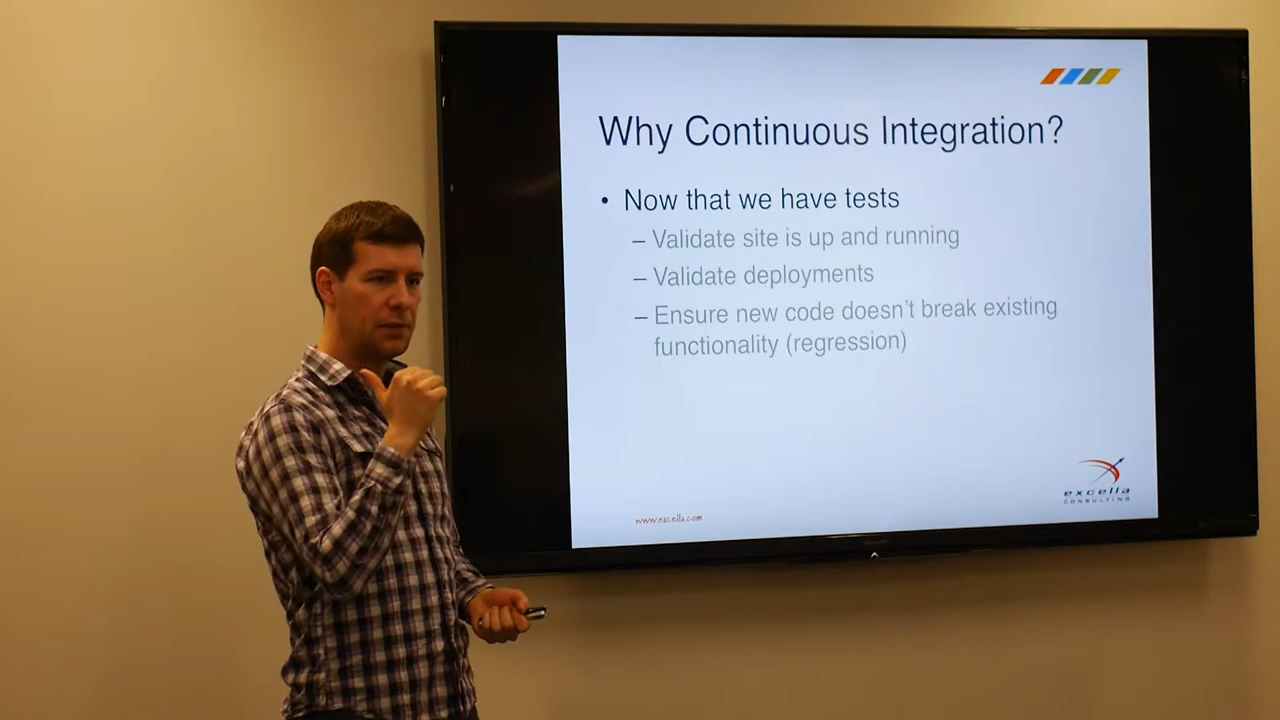 Why Continuous Integration?
• Now that we have tests
– Validate site is up and running
– Validate deployments
– Ensure new code doesn't break existing
functionality (regression)
excella
CONSULTING
www.excella.com